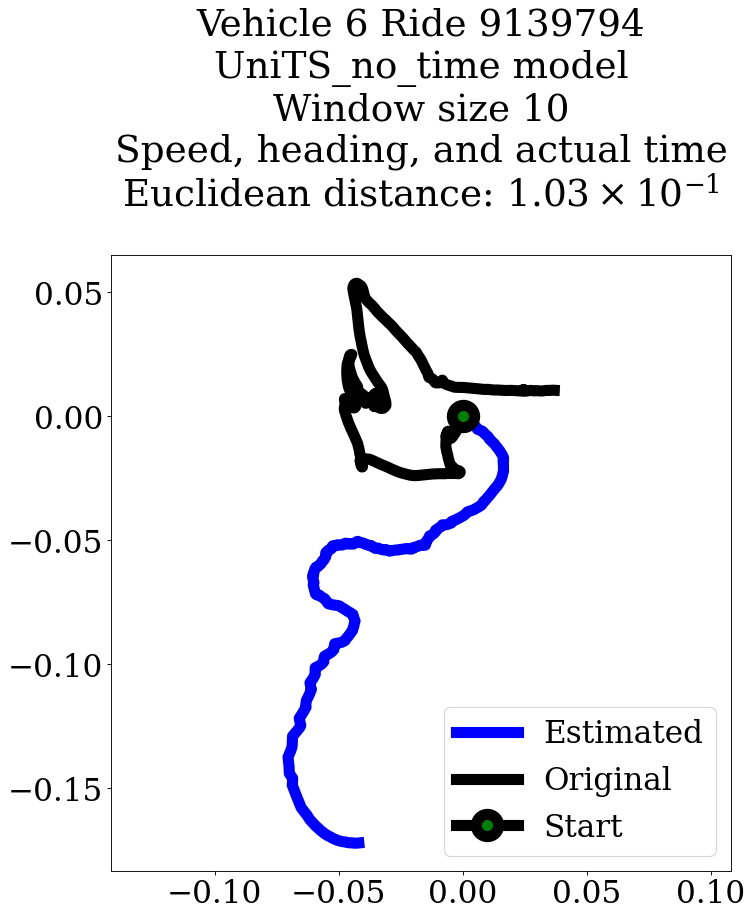 Vehicle 6 Ride 9139794
UniTS_no_time model
Window size 10
Speed, heading, and actual time
Euclidean distance: 1.03 × 10⁻¹
0.05
0.00
−0.05
−0.10
−0.15
Estimated
Original
Start
−0.10 −0.05 0.00 0.05 0.10